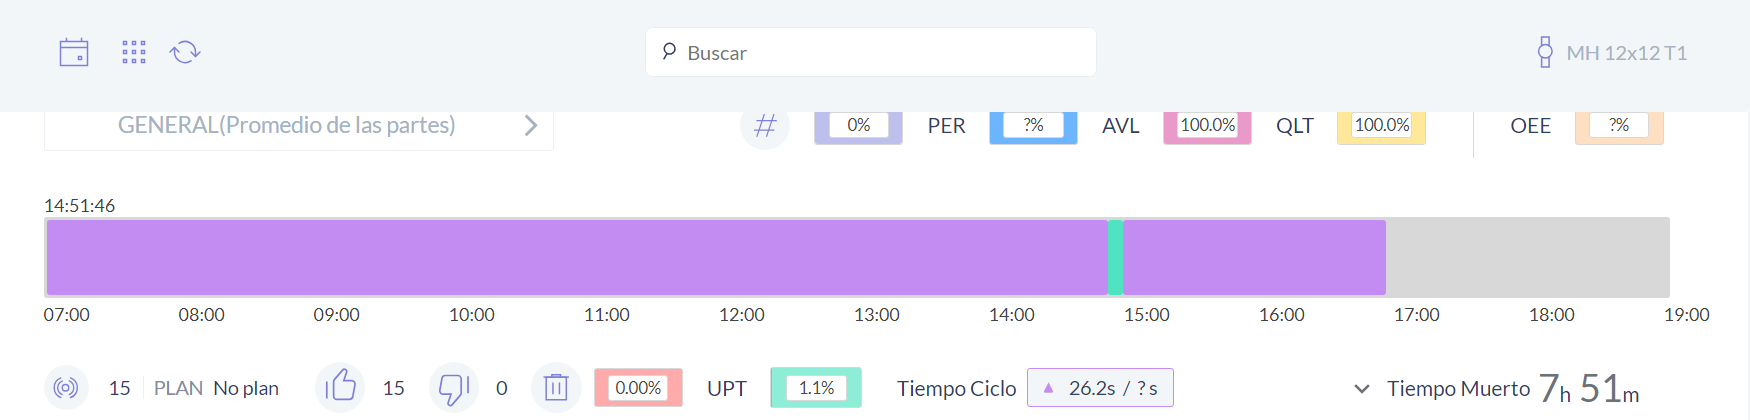 Buscar
MH 12x12 T1
GENERAL(Promedio de las partes)
0% PER ?% AVL 100.0% QLT 100.0% OEE ?%
14:51:46
07:00 08:00 09:00 10:00 11:00 12:00 13:00 14:00 15:00 16:00 17:00 18:00 19:00
15 PLAN No plan 15 0 0.00% UPT 1.1% Tiempo Ciclo 26.2s / ? s Tiempo Muerto 7h 51m